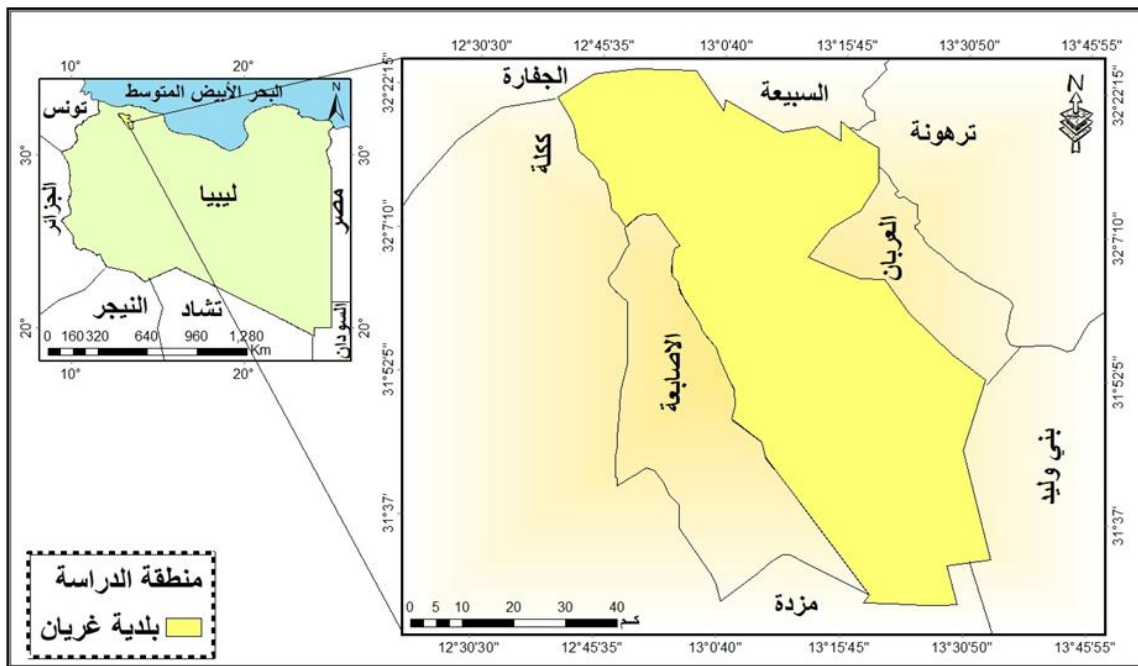 10°
20°
البحر الأبيض المتوسط
N
تونس
30°
30°
الجزائر
ليبيا
مصر
النيجر
تشاد
السودان
20°
20°
0 160 320 640 960 1,280
Km
10°
20°
منطقة الدراسة
بلدية غريان
12°30'30"
12°45'35"
13°0'40"
13°15'45"
13°30'50"
13°45'55"
32°22'15"
32°22'15"
الجفارة
السبيعة
N
ترهونة
ككلة
32°7'10"
32°7'10"
العربان
31°52'5"
31°52'5"
الاصابعة
بني وليد
31°37'
31°37'
مزدة
0 5 10 20 30 40
كم
12°30'30"
12°45'35"
13°0'40"
13°15'45"
13°30'50"
13°45'55"